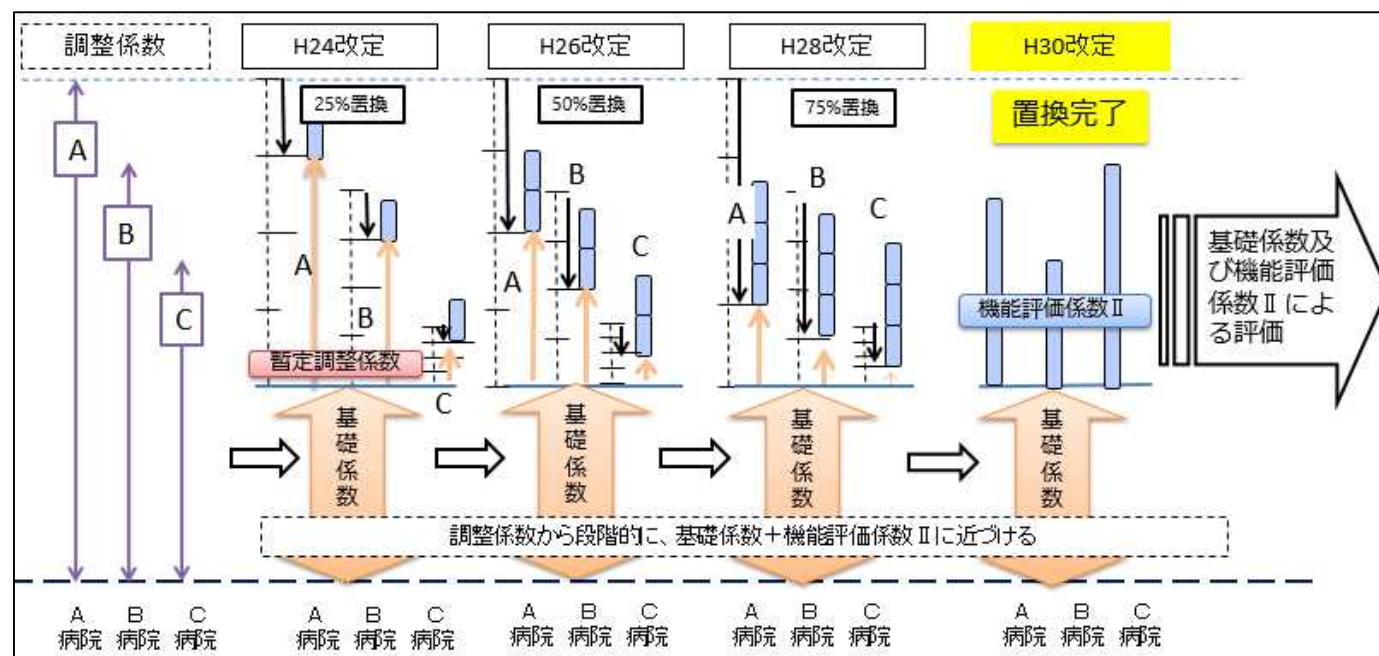 調整係数
H24改定
H26改定
H28改定
H30改定
25%置換
50%置換
75%置換
置換完了
A
B
C
A
B
C
A
B
C
A
B
C
暫定調整係数
機能評価係数Ⅱ
基礎係数及
び機能評価
係数Ⅱによ
る評価
基礎係数
基礎係数
基礎係数
基礎係数
調整係数から段階的に、基礎係数+機能評価係数Ⅱに近づける
A
病院
B
病院
C
病院
A
病院
B
病院
C
病院
A
病院
B
病院
C
病院
A
病院
B
病院
C
病院
A
病院
B
病院
C
病院